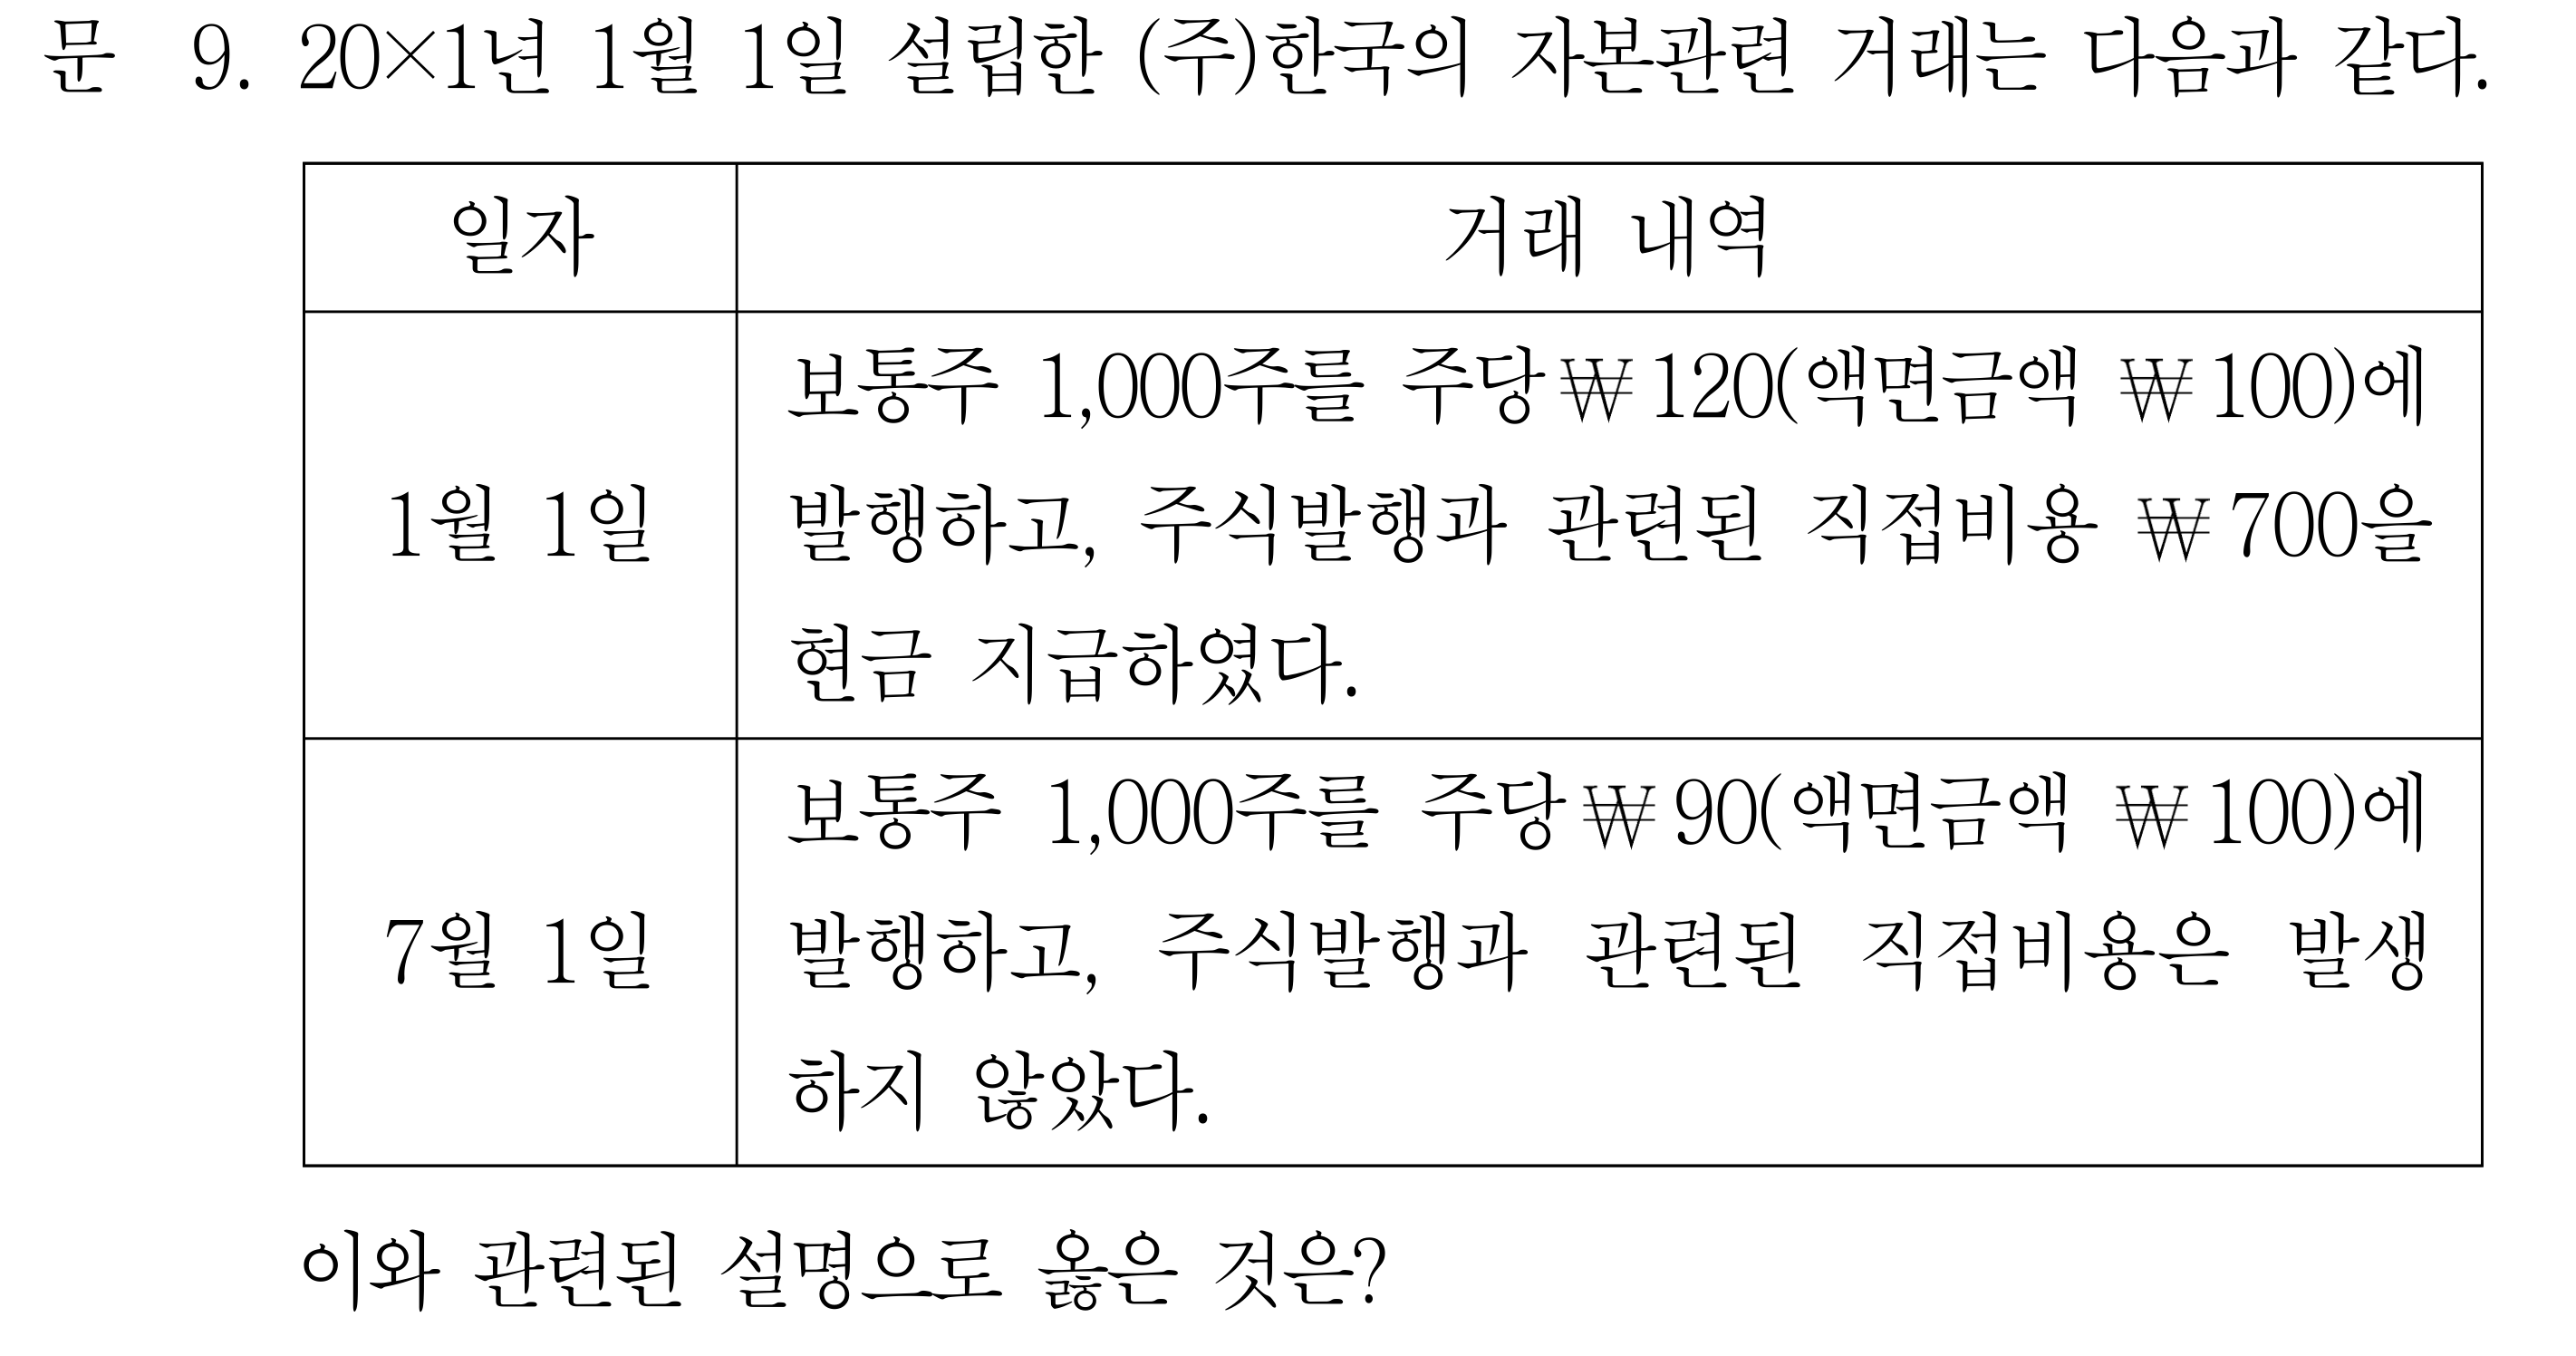 문 9. 20×1년 1월 1일 설립한 (주)한국의 자본관련 거래는 다음과 같다.
일자 거래 내역
보통주 1,000주를 주당￦120(액면금액 ￦100)에
1월 1일 발행하고, 주식발행과 관련된 직접비용 ￦700을
현금 지급하였다.
보통주 1,000주를 주당￦90(액면금액 ￦100)에
7월 1일 발행하고, 주식발행과 관련된 직접비용은 발생
하지 않았다.
이와 관련된 설명으로 옳은 것은?